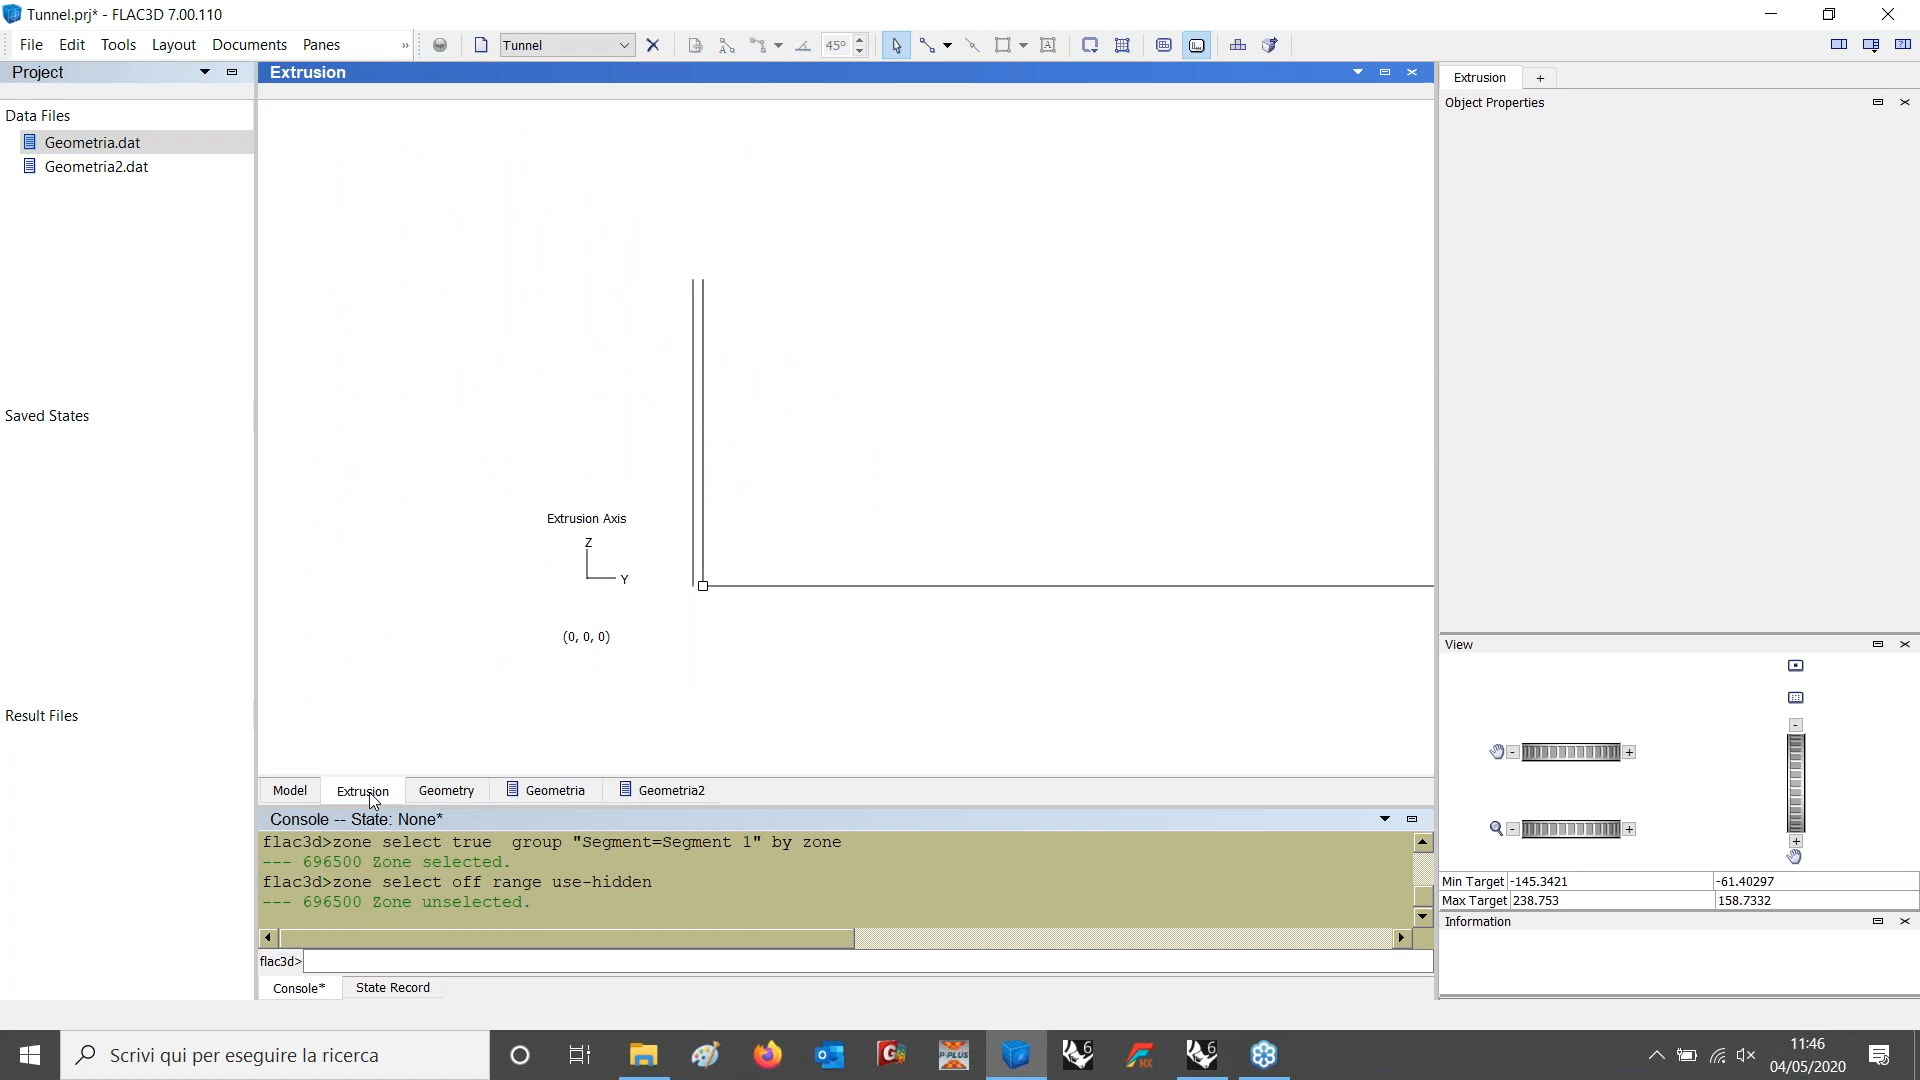 Tunnel.prj* - FLAC3D 7.00.110
File Edit Tools Layout Documents Panes »
Tunnel
45°
Project
Extrusion
Extrusion +
Object Properties
Data Files
Geometria.dat
Geometria2.dat
Saved States
Result Files
Extrusion Axis
Z
Y
(0, 0, 0)
Model Extrusion Geometry Geometria Geometria2
Console -- State: None*
flac3d>zone select true  group "Segment=Segment 1" by zone
--- 696500 Zone selected.
flac3d>zone select off range use-hidden
--- 696500 Zone unselected.
flac3d>
Console* State Record
View
-
- +
- +
+
Min Target -145.3421 -61.40297
Max Target 238.753 158.7332
Information
Scrivi qui per eseguire la ricerca
P-PLUS
6
NX
6
11:46
04/05/2020